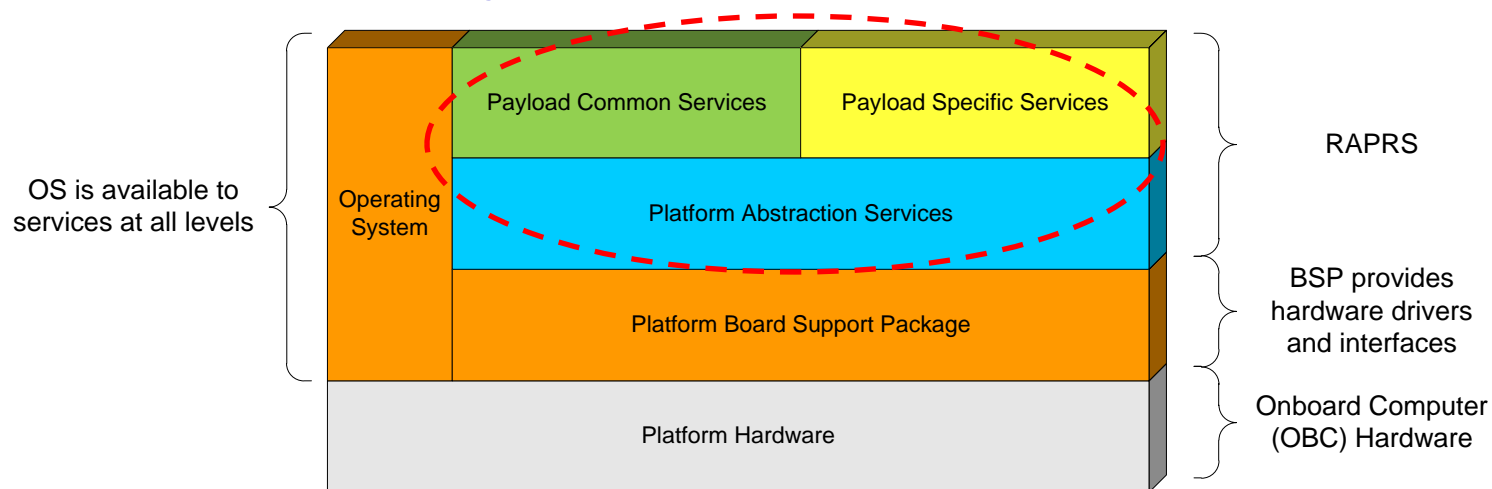 Payload Common Services
Payload Specific Services
RAPRS
OS is available to
services at all levels
Operating
System
Platform Abstraction Services
BSP provides
hardware drivers
and interfaces
Platform Board Support Package
Onboard Computer
(OBC) Hardware
Platform Hardware